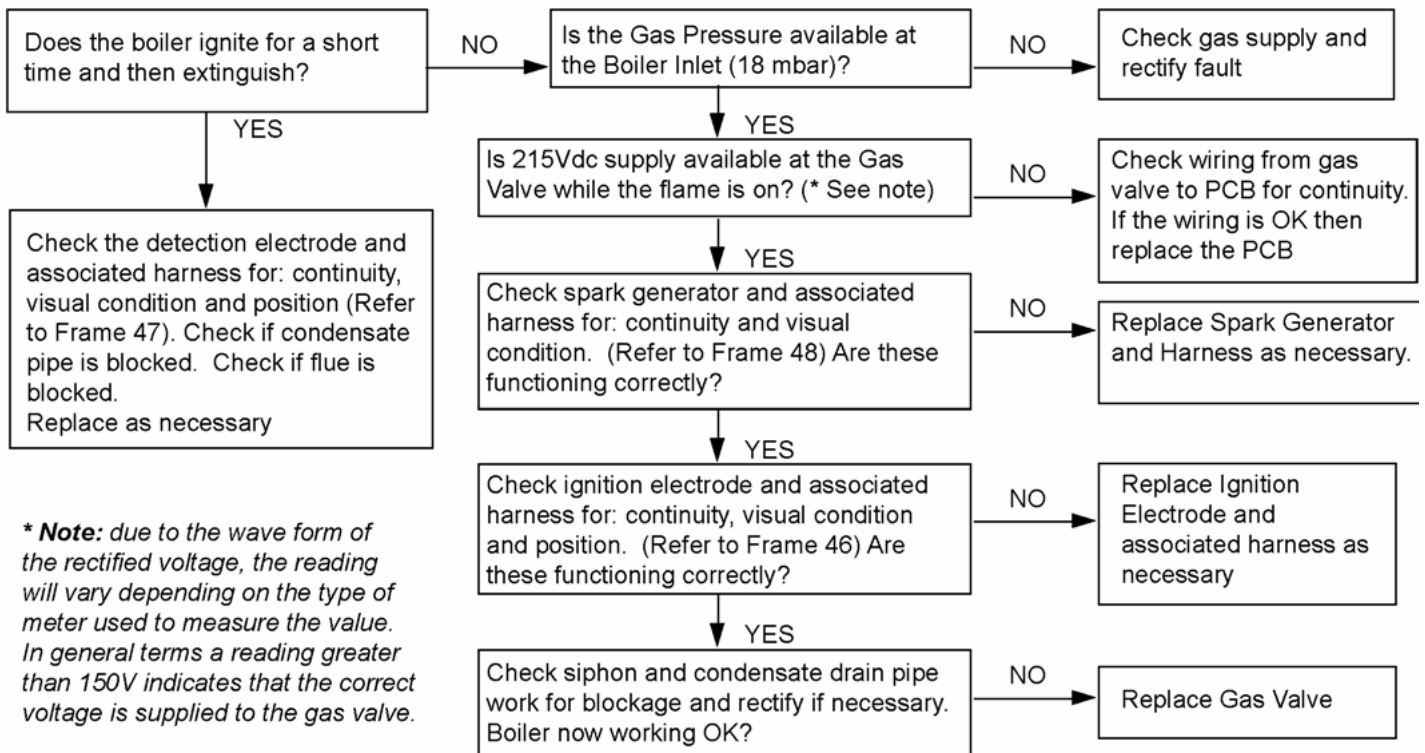 Does the boiler ignite for a short
time and then extinguish?
NO
Is the Gas Pressure available at
the Boiler Inlet (18 mbar)?
NO
Check gas supply and
rectify fault
YES
YES
Is 215Vdc supply available at the Gas
Valve while the flame is on? (* See note)
NO
Check wiring from gas
valve to PCB for continuity.
If the wiring is OK then
replace the PCB
Check the detection electrode and
associated harness for: continuity,
visual condition and position (Refer
to Frame 47). Check if condensate
pipe is blocked.  Check if flue is
blocked.
Replace as necessary
YES
Check spark generator and associated
harness for: continuity and visual
condition.  (Refer to Frame 48) Are these
functioning correctly?
NO
Replace Spark Generator
and Harness as necessary.
YES
Check ignition electrode and associated
harness for: continuity, visual condition
and position.  (Refer to Frame 46) Are
these functioning correctly?
NO
Replace Ignition
Electrode and
associated harness as
necessary
* Note: due to the wave form of
the rectified voltage, the reading
will vary depending on the type of
meter used to measure the value.
In general terms a reading greater
than 150V indicates that the correct
voltage is supplied to the gas valve.
YES
Check siphon and condensate drain pipe
work for blockage and rectify if necessary.
Boiler now working OK?
NO
Replace Gas Valve